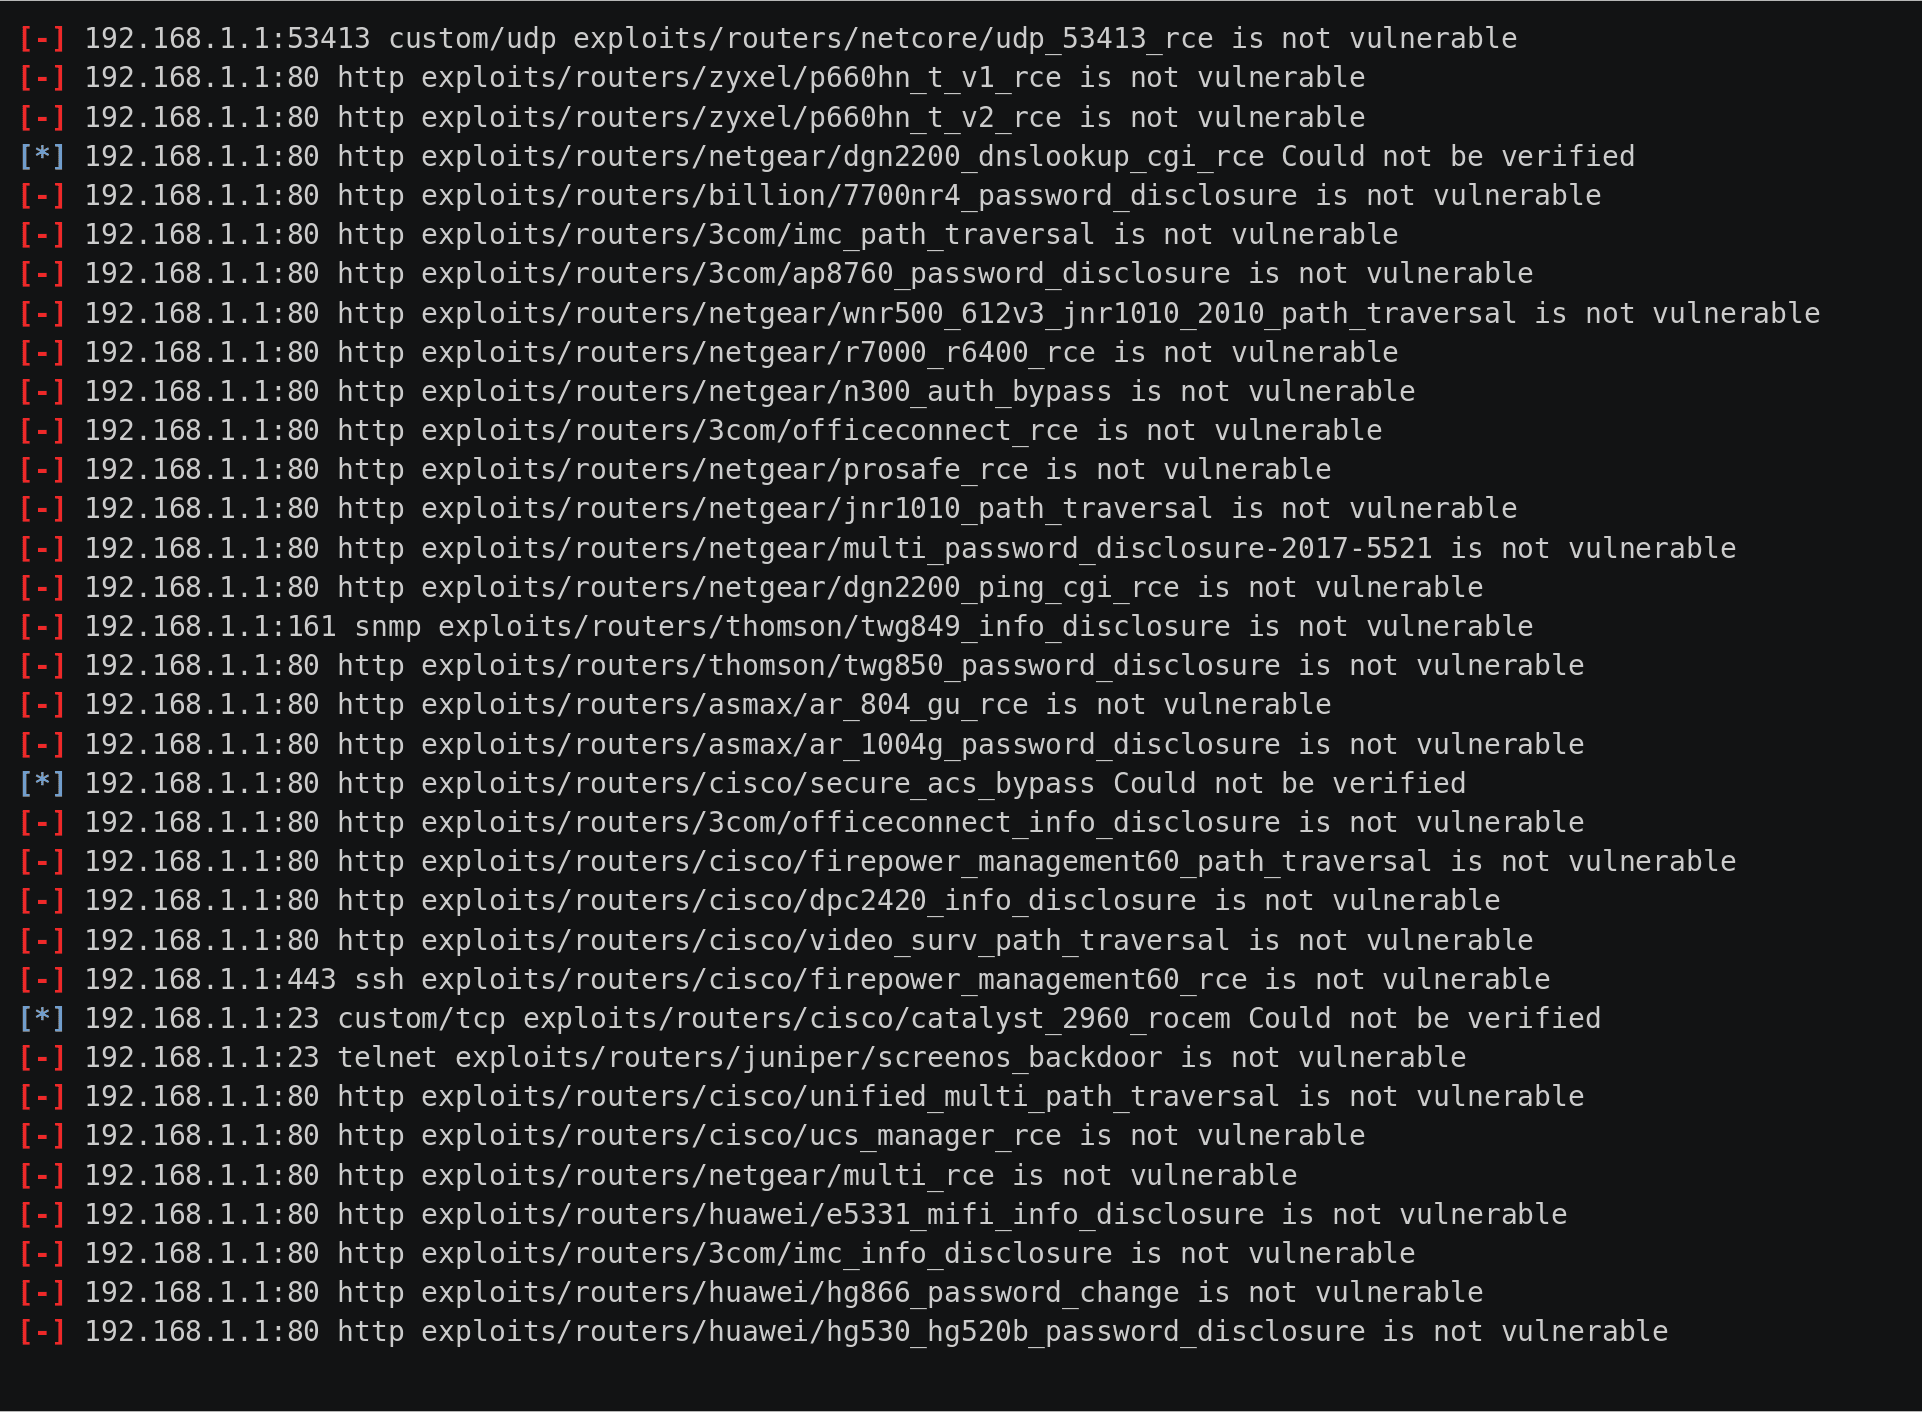 [-] 192.168.1.1:53413 custom/udp exploits/routers/netcore/udp_53413_rce is not vulnerable
[-] 192.168.1.1:80 http exploits/routers/zyxel/p660hn_t_v1_rce is not vulnerable
[-] 192.168.1.1:80 http exploits/routers/zyxel/p660hn_t_v2_rce is not vulnerable
[*] 192.168.1.1:80 http exploits/routers/netgear/dgn2200_dnslookup_cgi_rce Could not be verified
[-] 192.168.1.1:80 http exploits/routers/billion/7700nr4_password_disclosure is not vulnerable
[-] 192.168.1.1:80 http exploits/routers/3com/imc_path_traversal is not vulnerable
[-] 192.168.1.1:80 http exploits/routers/3com/ap8760_password_disclosure is not vulnerable
[-] 192.168.1.1:80 http exploits/routers/netgear/wnr500_612v3_jnr1010_2010_path_traversal is not vulnerable
[-] 192.168.1.1:80 http exploits/routers/netgear/r7000_r6400_rce is not vulnerable
[-] 192.168.1.1:80 http exploits/routers/netgear/n300_auth_bypass is not vulnerable
[-] 192.168.1.1:80 http exploits/routers/3com/officeconnect_rce is not vulnerable
[-] 192.168.1.1:80 http exploits/routers/netgear/prosafe_rce is not vulnerable
[-] 192.168.1.1:80 http exploits/routers/netgear/jnr1010_path_traversal is not vulnerable
[-] 192.168.1.1:80 http exploits/routers/netgear/multi_password_disclosure-2017-5521 is not vulnerable
[-] 192.168.1.1:80 http exploits/routers/netgear/dgn2200_ping_cgi_rce is not vulnerable
[-] 192.168.1.1:161 snmp exploits/routers/thomson/twg849_info_disclosure is not vulnerable
[-] 192.168.1.1:80 http exploits/routers/thomson/twg850_password_disclosure is not vulnerable
[-] 192.168.1.1:80 http exploits/routers/asmax/ar_804_gu_rce is not vulnerable
[-] 192.168.1.1:80 http exploits/routers/asmax/ar_1004g_password_disclosure is not vulnerable
[*] 192.168.1.1:80 http exploits/routers/cisco/secure_acs_bypass Could not be verified
[-] 192.168.1.1:80 http exploits/routers/3com/officeconnect_info_disclosure is not vulnerable
[-] 192.168.1.1:80 http exploits/routers/cisco/firepower_management60_path_traversal is not vulnerable
[-] 192.168.1.1:80 http exploits/routers/cisco/dpc2420_info_disclosure is not vulnerable
[-] 192.168.1.1:80 http exploits/routers/cisco/video_surv_path_traversal is not vulnerable
[-] 192.168.1.1:443 ssh exploits/routers/cisco/firepower_management60_rce is not vulnerable
[*] 192.168.1.1:23 custom/tcp exploits/routers/cisco/catalyst_2960_rocem Could not be verified
[-] 192.168.1.1:23 telnet exploits/routers/juniper/screenos_backdoor is not vulnerable
[-] 192.168.1.1:80 http exploits/routers/cisco/unified_multi_path_traversal is not vulnerable
[-] 192.168.1.1:80 http exploits/routers/cisco/ucs_manager_rce is not vulnerable
[-] 192.168.1.1:80 http exploits/routers/netgear/multi_rce is not vulnerable
[-] 192.168.1.1:80 http exploits/routers/huawei/e5331_mifi_info_disclosure is not vulnerable
[-] 192.168.1.1:80 http exploits/routers/3com/imc_info_disclosure is not vulnerable
[-] 192.168.1.1:80 http exploits/routers/huawei/hg866_password_change is not vulnerable
[-] 192.168.1.1:80 http exploits/routers/huawei/hg530_hg520b_password_disclosure is not vulnerable